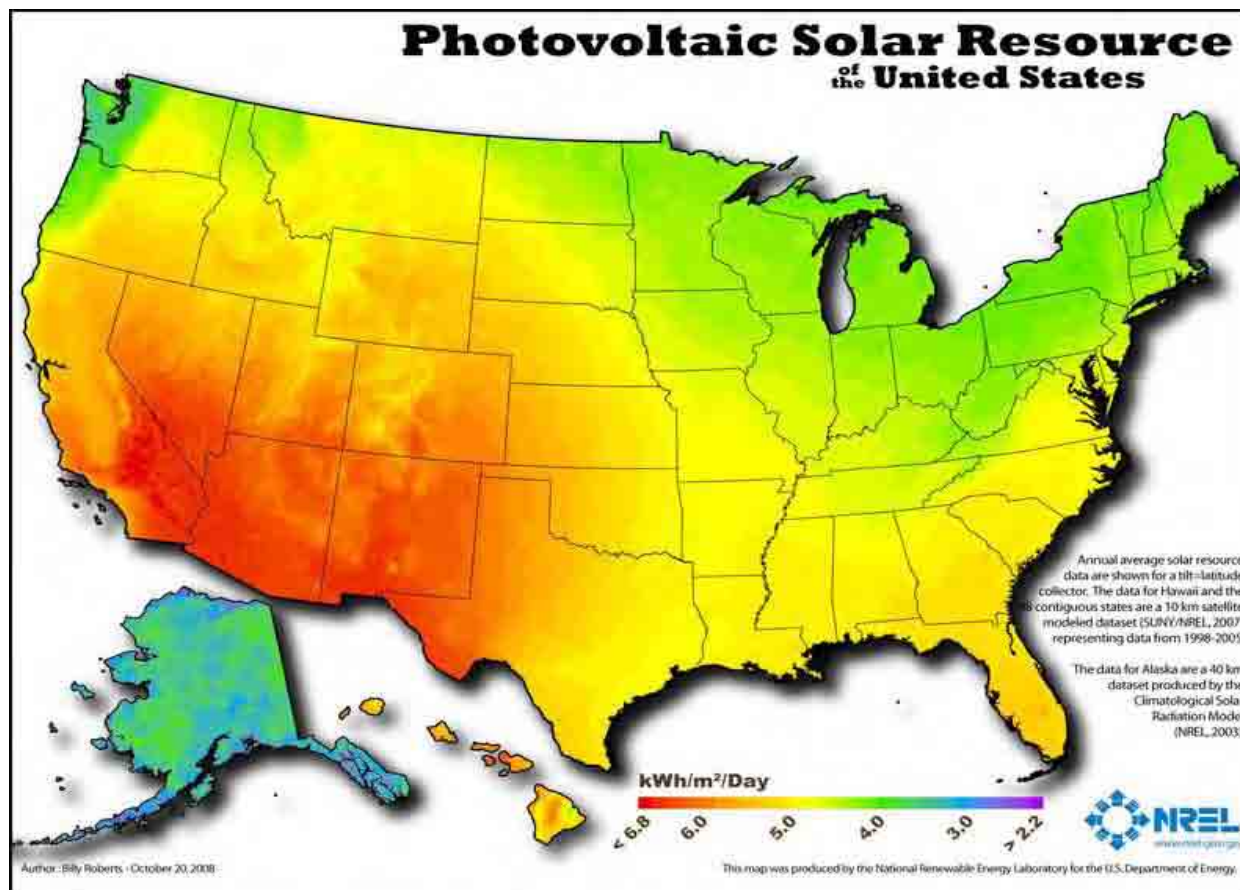 Photovoltaic Solar Resource
of the United States
Annual average solar resource
data are shown for a tilt=latitude
collector. The data for Hawaii and the
contiguous states are a 10 km satellite
modeled dataset (SUNY/NREL, 2007)
representing data from 1998-2005
The data for Alaska are a 40 km
dataset produced by the
Climatological Solar
Radiation Model
(NREL, 2003)
kWh/m²/Day
< 6.8 6.0 5.0 4.0 3.0 > 2.2
NREL
www.nrel.gov/gis
Author : Billy Roberts - October 20, 2008
This map was produced by the National Renewable Energy Laboratory for the U.S. Department of Energy.